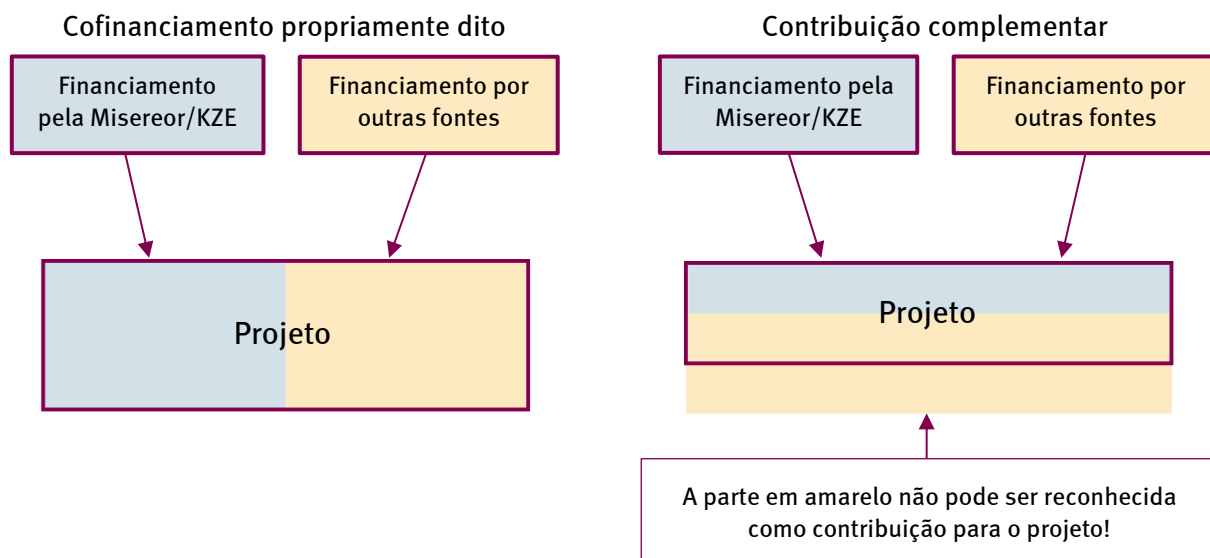 Cofinanciamento propriamente dito
Financiamento
pela Misereor/KZE
Financiamento por
outras fontes
Projeto
Contribuição complementar
Financiamento pela
Misereor/KZE
Financiamento por
outras fontes
Projeto
A parte em amarelo não pode ser reconhecida
como contribuição para o projeto!